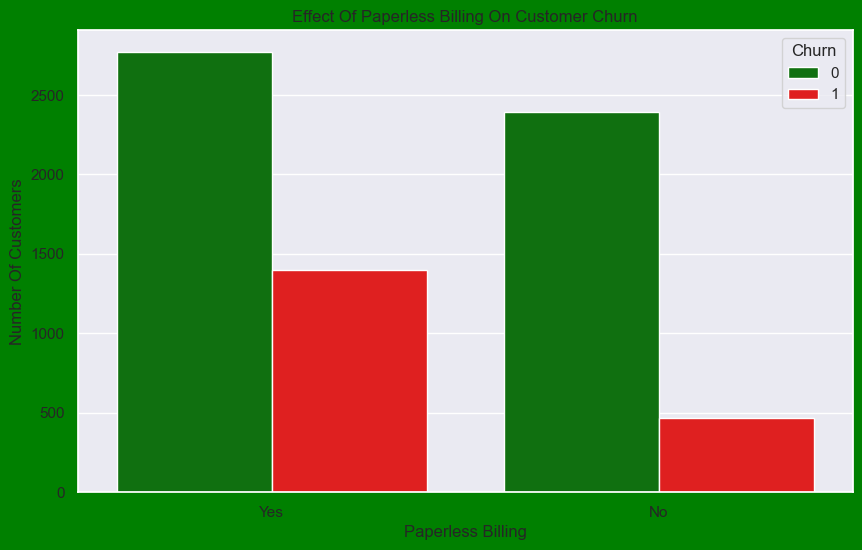 Effect Of Paperless Billing On Customer Churn
Churn
0
1
Number Of Customers
2500
2000
1500
1000
500
0
Yes
No
Paperless Billing